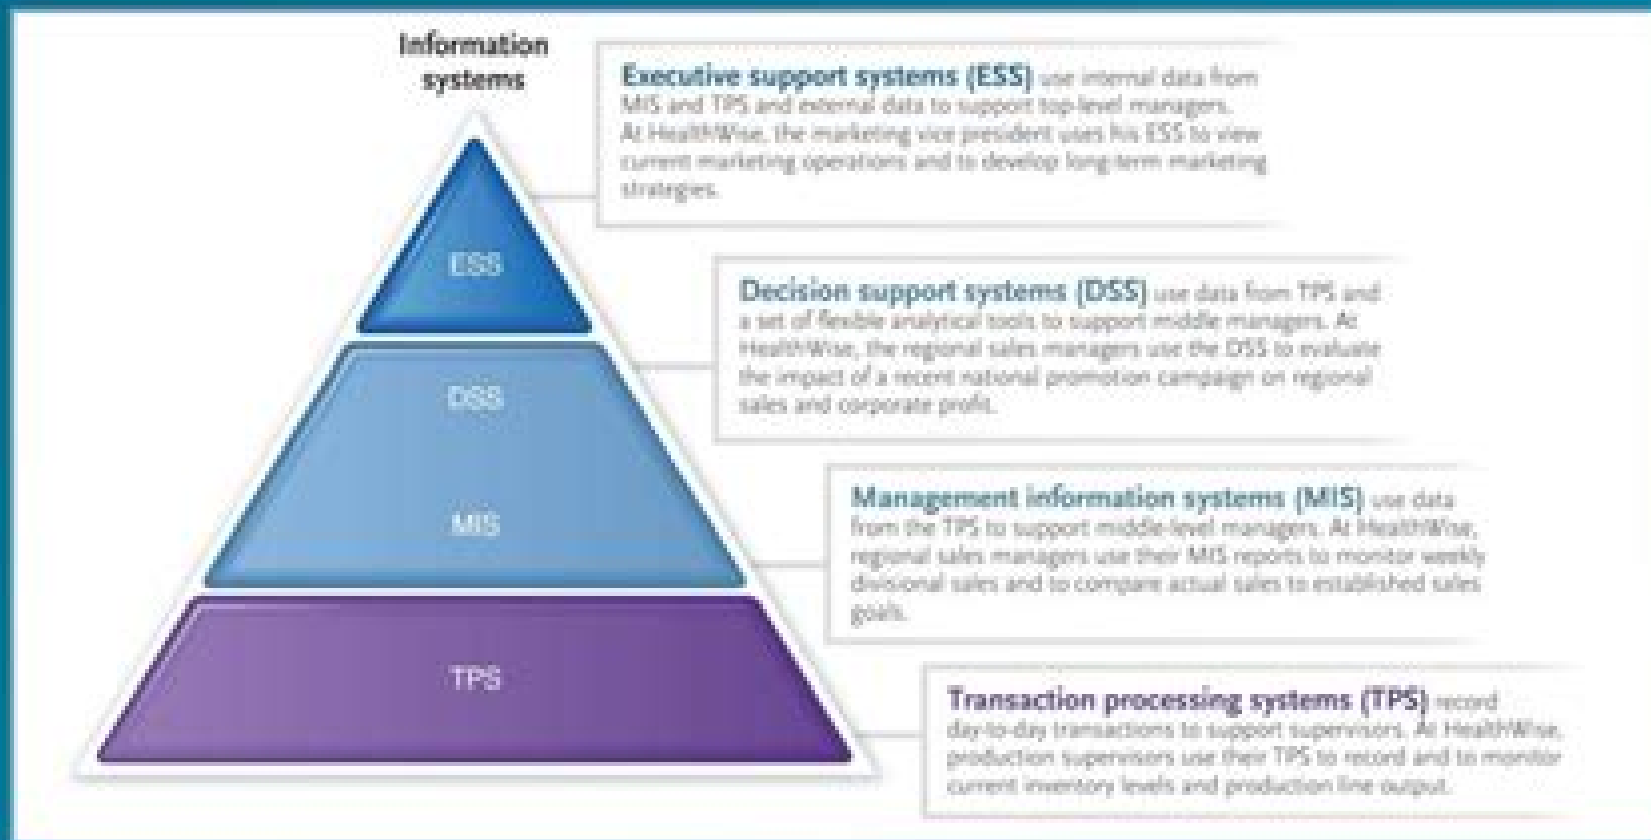 Information
systems
Executive support systems (ESS) use internal data from
MIS and TPS and external data to support top-level managers.
At HealthWise, the marketing vice president uses his ESS to view
current marketing operations and to develop long-term marketing
strategies.
ESS
Decision support systems (DSS) use data from TPS and
a set of flexible analytical tools to support middle managers. At
HealthWise, the regional sales managers use the DSS to evaluate
the impact of a recent national promotion campaign on regional
sales and corporate profit.
DSS
Management information systems (MIS) use data
from the TPS to support middle-level managers. At HealthWise,
regional sales managers use their MIS reports to monitor weekly
divisional sales and to compare actual sales to established sales
goals.
MIS
TPS
Transaction processing systems (TPS) record
day-to-day transactions to support supervisors. At HealthWise,
production supervisors use their TPS to record and to monitor
current inventory levels and production line output.